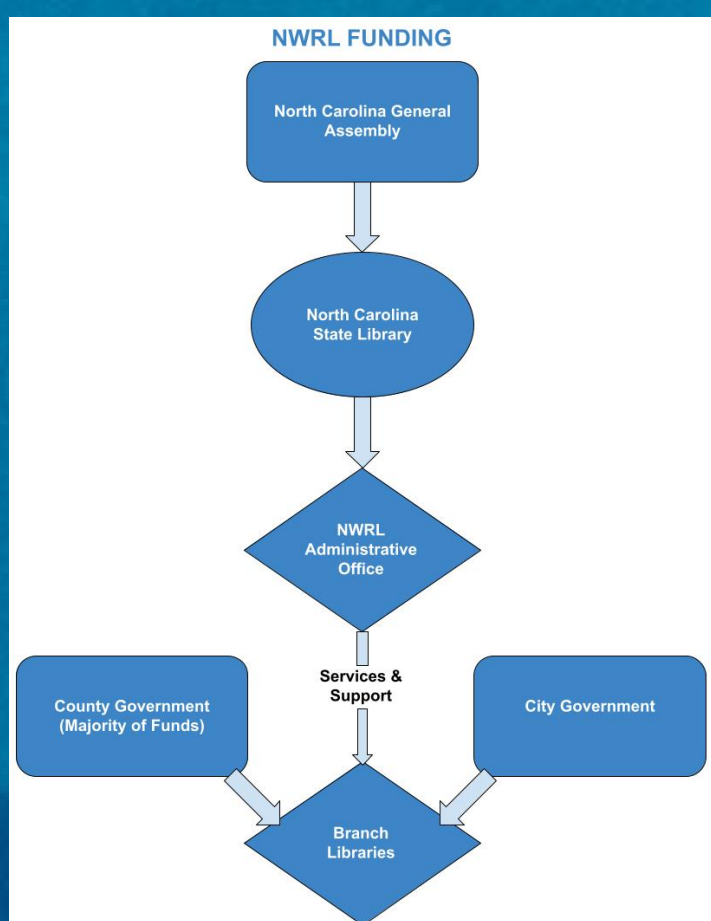 NWRL FUNDING
North Carolina General
Assembly
North Carolina
State Library
NWRL
Administrative
Office
Services &
Support
County Government
(Majority of Funds)
City Government
Branch
Libraries